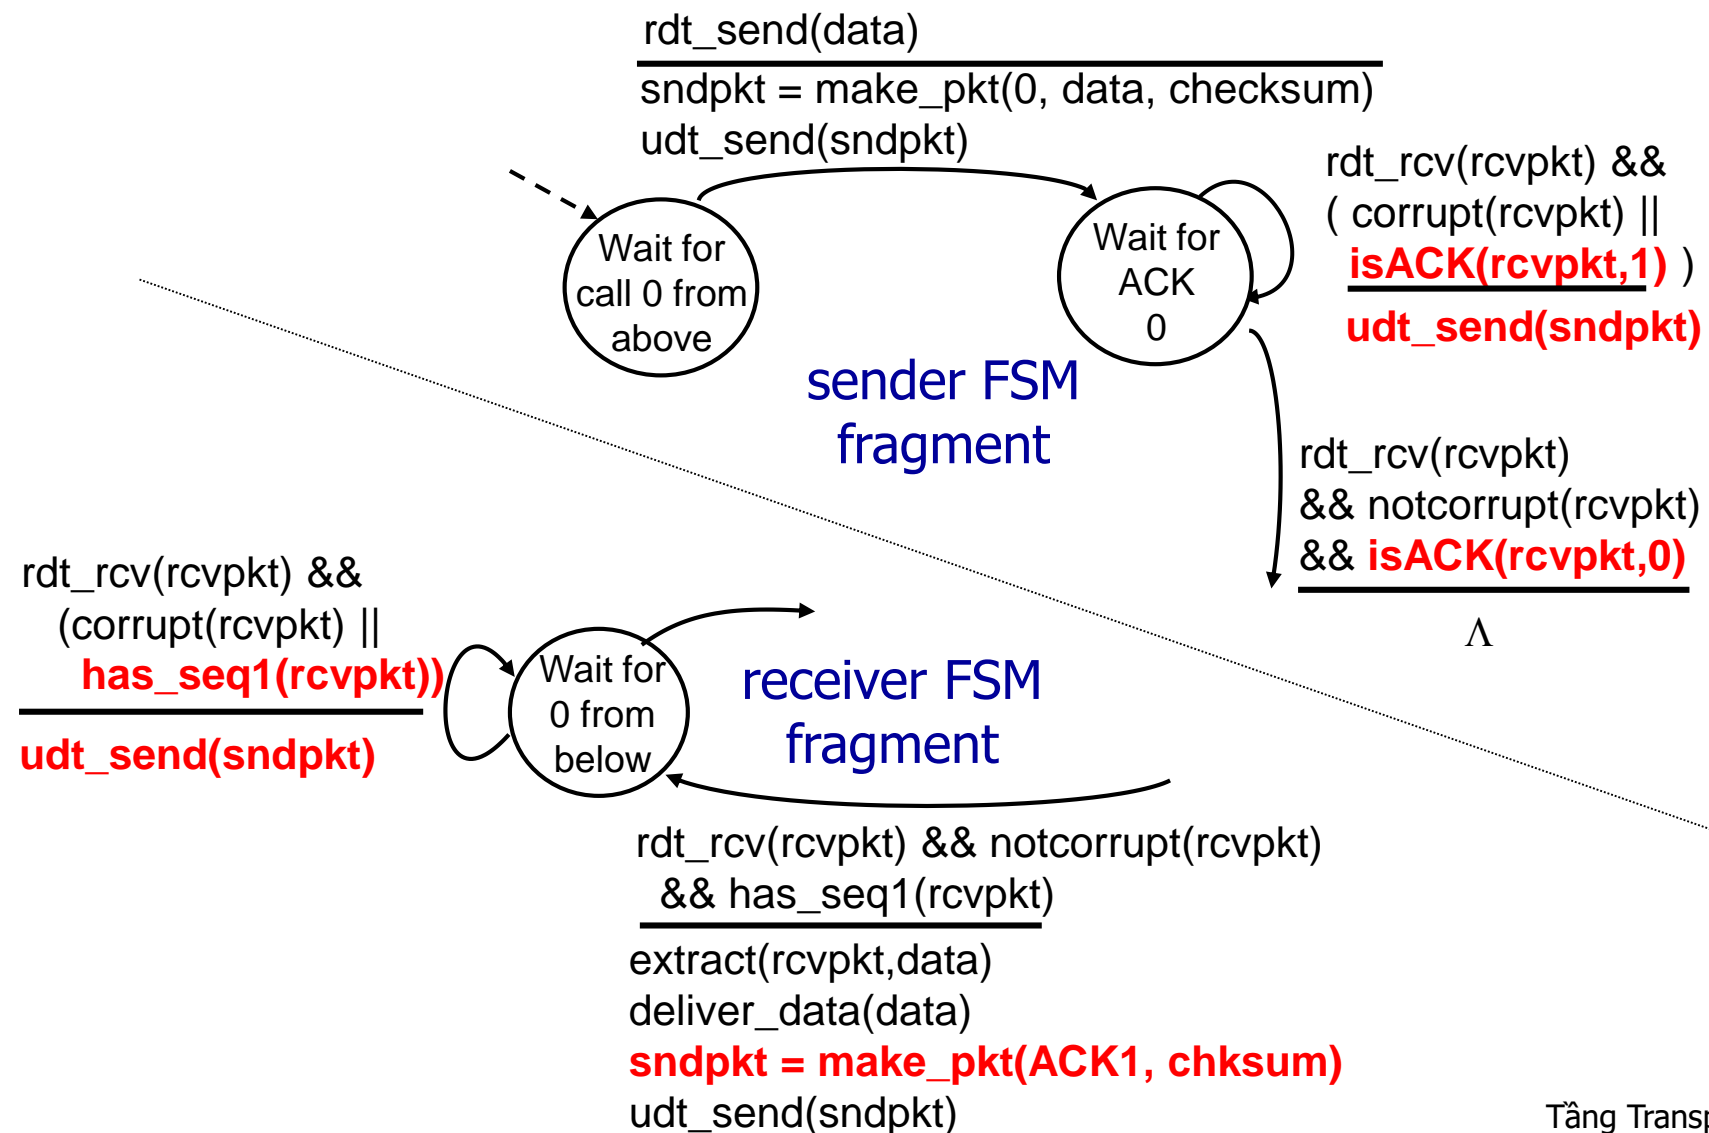 rdt_send(data)
sndpkt = make_pkt(0, data, checksum)
udt_send(sndpkt)
Wait for
call 0 from
above
Wait for
ACK
0
rdt_rcv(rcvpkt) &&
( corrupt(rcvpkt) ||
isACK(rcvpkt,1) )
udt_send(sndpkt)
sender FSM
fragment
rdt_rcv(rcvpkt)
&& notcorrupt(rcvpkt)
&& isACK(rcvpkt,0)
Λ
rdt_rcv(rcvpkt) &&
(corrupt(rcvpkt) ||
has_seq1(rcvpkt))
udt_send(sndpkt)
Wait for
0 from
below
receiver FSM
fragment
rdt_rcv(rcvpkt) && notcorrupt(rcvpkt)
&& has_seq1(rcvpkt)
extract(rcvpkt,data)
deliver_data(data)
sndpkt = make_pkt(ACK1, chksum)
udt_send(sndpkt)
Tầng Transp